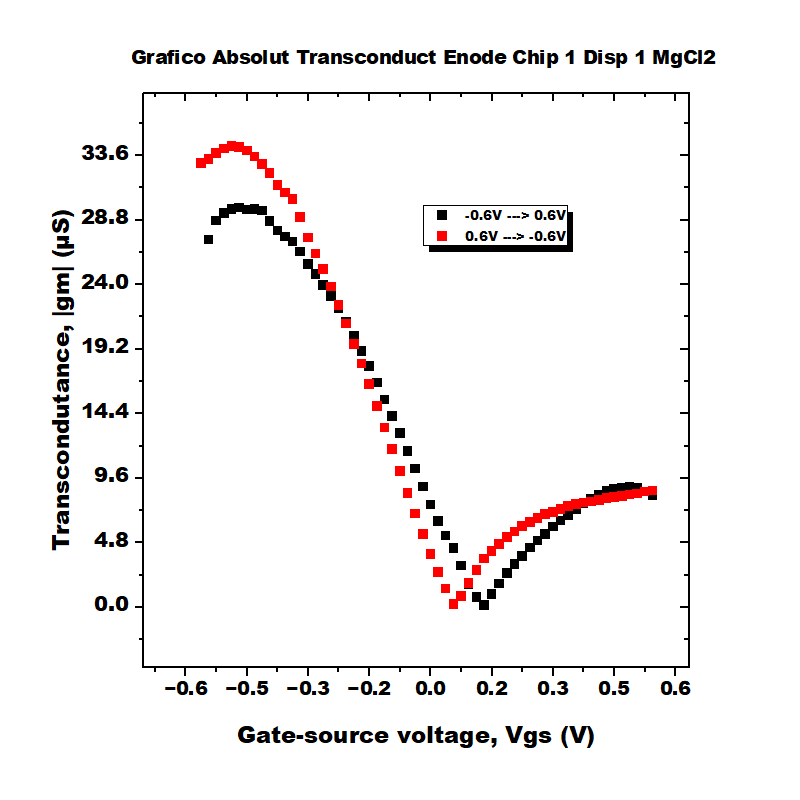 Grafico Absolut Transconduct Enode Chip 1 Disp 1 MgCl2
33.6
28.8
24.0
19.2
14.4
9.6
4.8
0.0
Transcondutance, |gm| (µS)
-0.6V ---> 0.6V
0.6V ---> -0.6V
−0.6 −0.5 −0.3 −0.2 0.0 0.2 0.3 0.5 0.6
Gate-source voltage, Vgs (V)